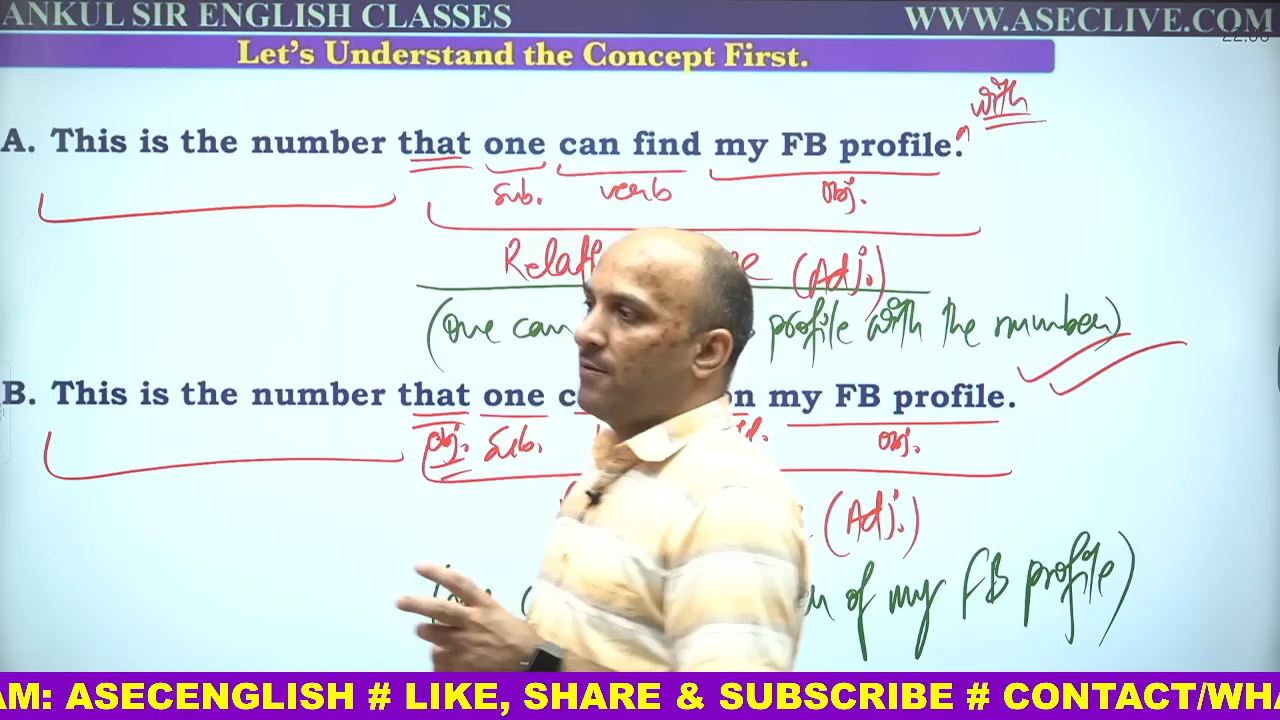 ANKUL SIR ENGLISH CLASSES WWW.ASECLIVE.COM
Let's Understand the Concept First.
with
A. This is the number that one can find my FB profile.
sub. verb obj.
(Adj.)
(one can profile with the number)
B. This is the number that one on my FB profile.
obj. sub. obj.
(Adj.)
of my FB profile)
AM: ASECENGLISH # LIKE, SHARE & SUBSCRIBE # CONTACT/WHA